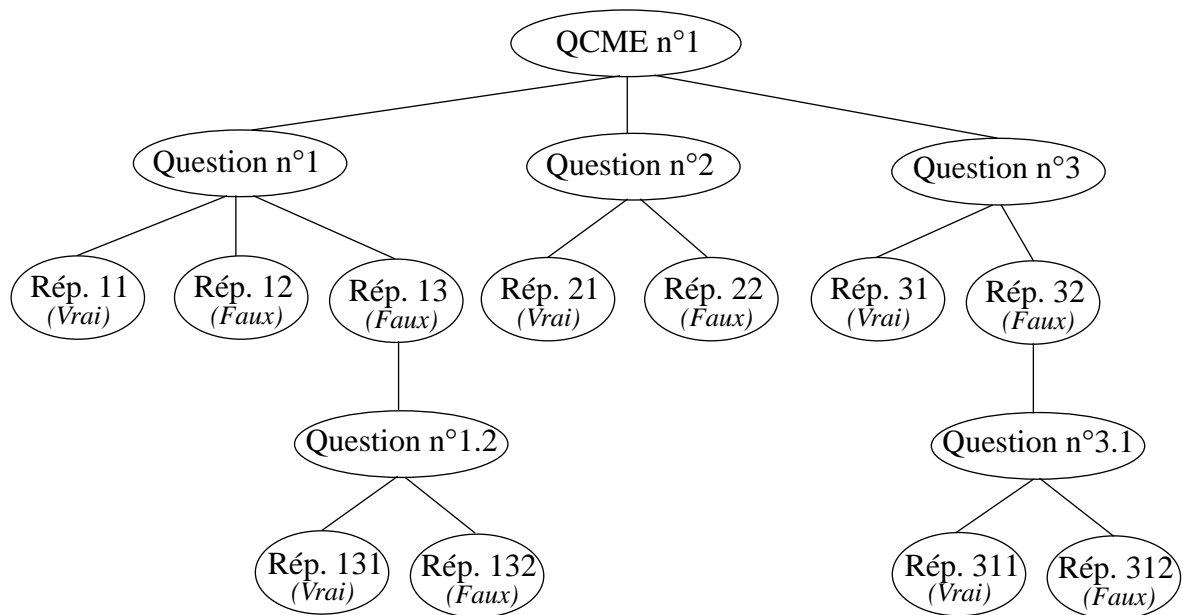 QCME n°1
Question n°1
Question n°2
Question n°3
Rép. 11
(Vrai)
Rép. 12
(Faux)
Rép. 13
(Faux)
Rép. 21
(Vrai)
Rép. 22
(Faux)
Rép. 31
(Vrai)
Rép. 32
(Faux)
Question n°1.2
Question n°3.1
Rép. 131
(Vrai)
Rép. 132
(Faux)
Rép. 311
(Vrai)
Rép. 312
(Faux)